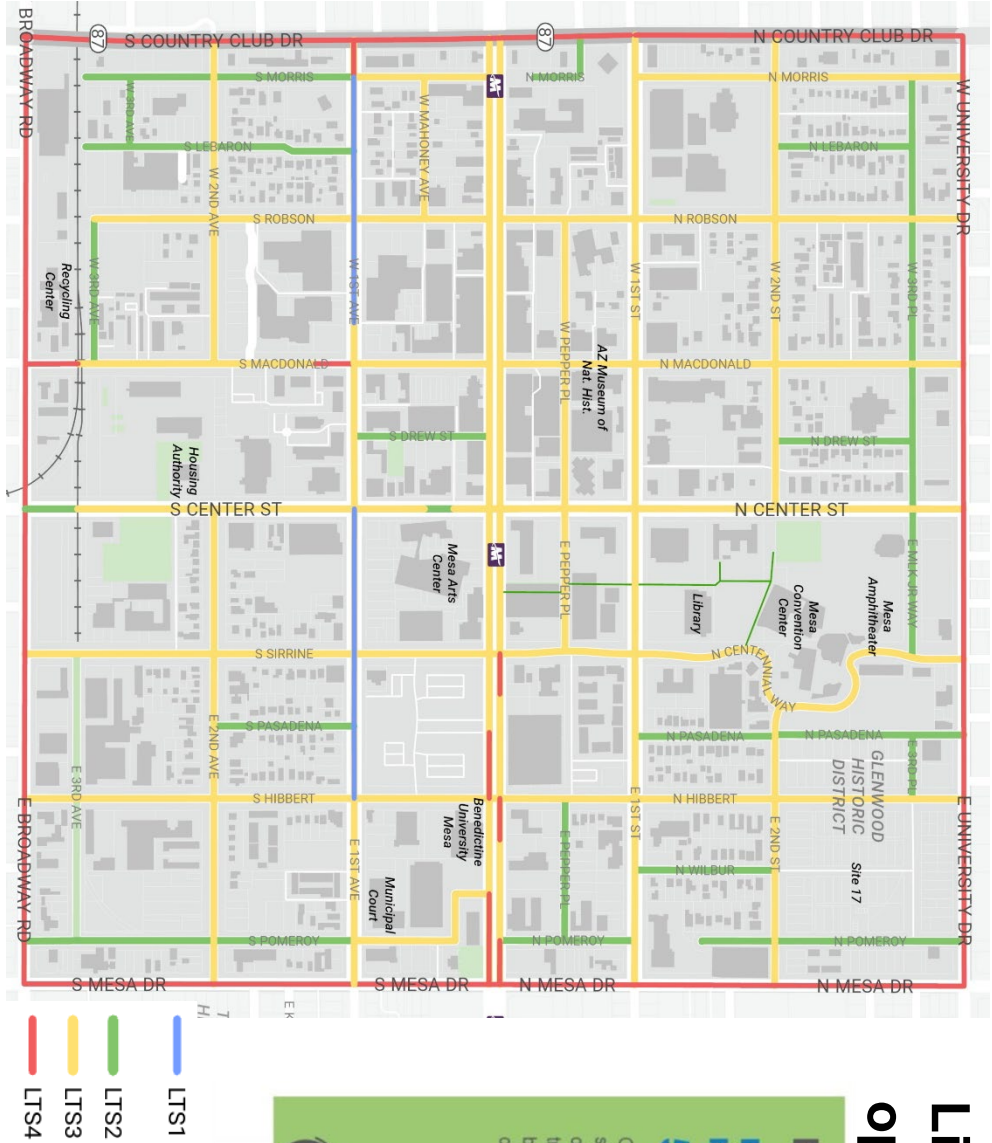 BROADWAY RD
87
S COUNTRY CLUB DR
87
N COUNTRY CLUB DR
S MORRIS
N MORRIS
N MORRIS
W UNIVERSITY DR
W 3RD AVE
W MAHONEY AVE
S LEBARON
N LEBARON
W 2ND AVE
S ROBSON
N ROBSON
Recycling
Center
W 3RD AVE
W 1ST AVE
W 1ST ST
W 2ND ST
W 3RD PL
W PEPPER PL
AZ Museum of
Nat. Hist.
S MACDONALD
N MACDONALD
S DREW ST
N DREW ST
Housing
Authority
S CENTER ST
N CENTER ST
M
M
Mesa Arts
Center
E PEPPER PL
Library
Mesa
Convention
Center
Mesa
Amphitheater
E MLK JR WAY
S SIRRINE
N CENTENNIAL WAY
S PASADENA
N PASADENA
N PASADENA
E 2ND AVE
E 3RD AVE
E 3RD PL
GLENWOOD
HISTORIC
DISTRICT
S HIBBERT
N HIBBERT
E 1ST ST
E 2ND ST
Benedictine
University
Mesa
E BROADWAY RD
E UNIVERSITY DR
E 1ST AVE
Municipal
Court
E PEPPER PL
N WILBUR
Site 17
S POMEROY
N POMEROY
N POMEROY
S MESA DR
S MESA DR
N MESA DR
N MESA DR
E K
LTS1
LTS2
LTS3
LTS4